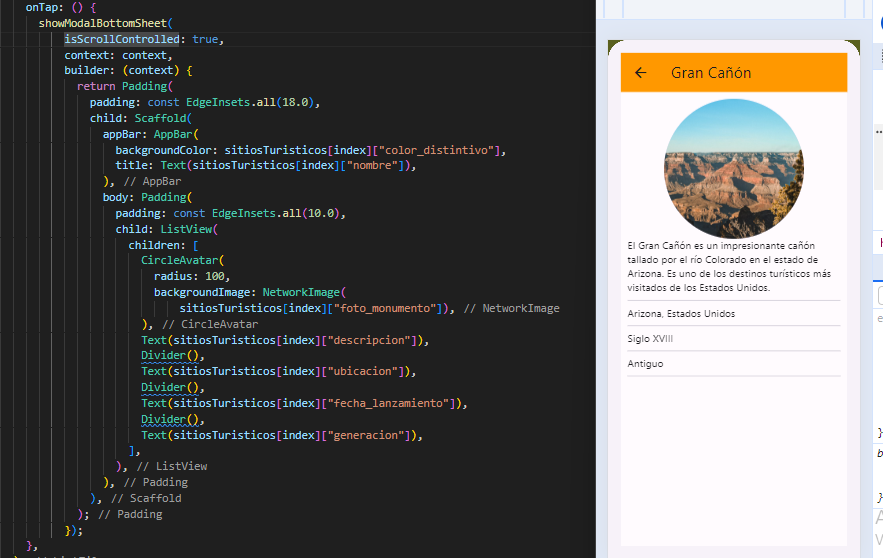 onTap: () {
showModalBottomSheet(
isScrollControlled: true,
context: context,
builder: (context) {
return Padding(
padding: const EdgeInsets.all(18.0),
child: Scaffold(
appBar: AppBar(
backgroundColor: sitiosTuristicos[index]["color_distintivo"],
title: Text(sitiosTuristicos[index]["nombre"]),
), // AppBar
body: Padding(
padding: const EdgeInsets.all(10.0),
child: ListView(
children: [
CircleAvatar(
radius: 100,
backgroundImage: NetworkImage(
sitiosTuristicos[index]["foto_monumento"]), // NetworkImage
), // CircleAvatar
Text(sitiosTuristicos[index]["descripcion"]),
Divider(),
Text(sitiosTuristicos[index]["ubicacion"]),
Divider(),
Text(sitiosTuristicos[index]["fecha_lanzamiento"]),
Divider(),
Text(sitiosTuristicos[index]["generacion"]),
],
), // ListView
), // Padding
), // Scaffold
); // Padding
});
},
Gran Cañón
El Gran Cañón es un impresionante cañón
tallado por el río Colorado en el estado de
Arizona. Es uno de los destinos turísticos más
visitados de los Estados Unidos.
Arizona, Estados Unidos
Siglo XVIII
Antiguo